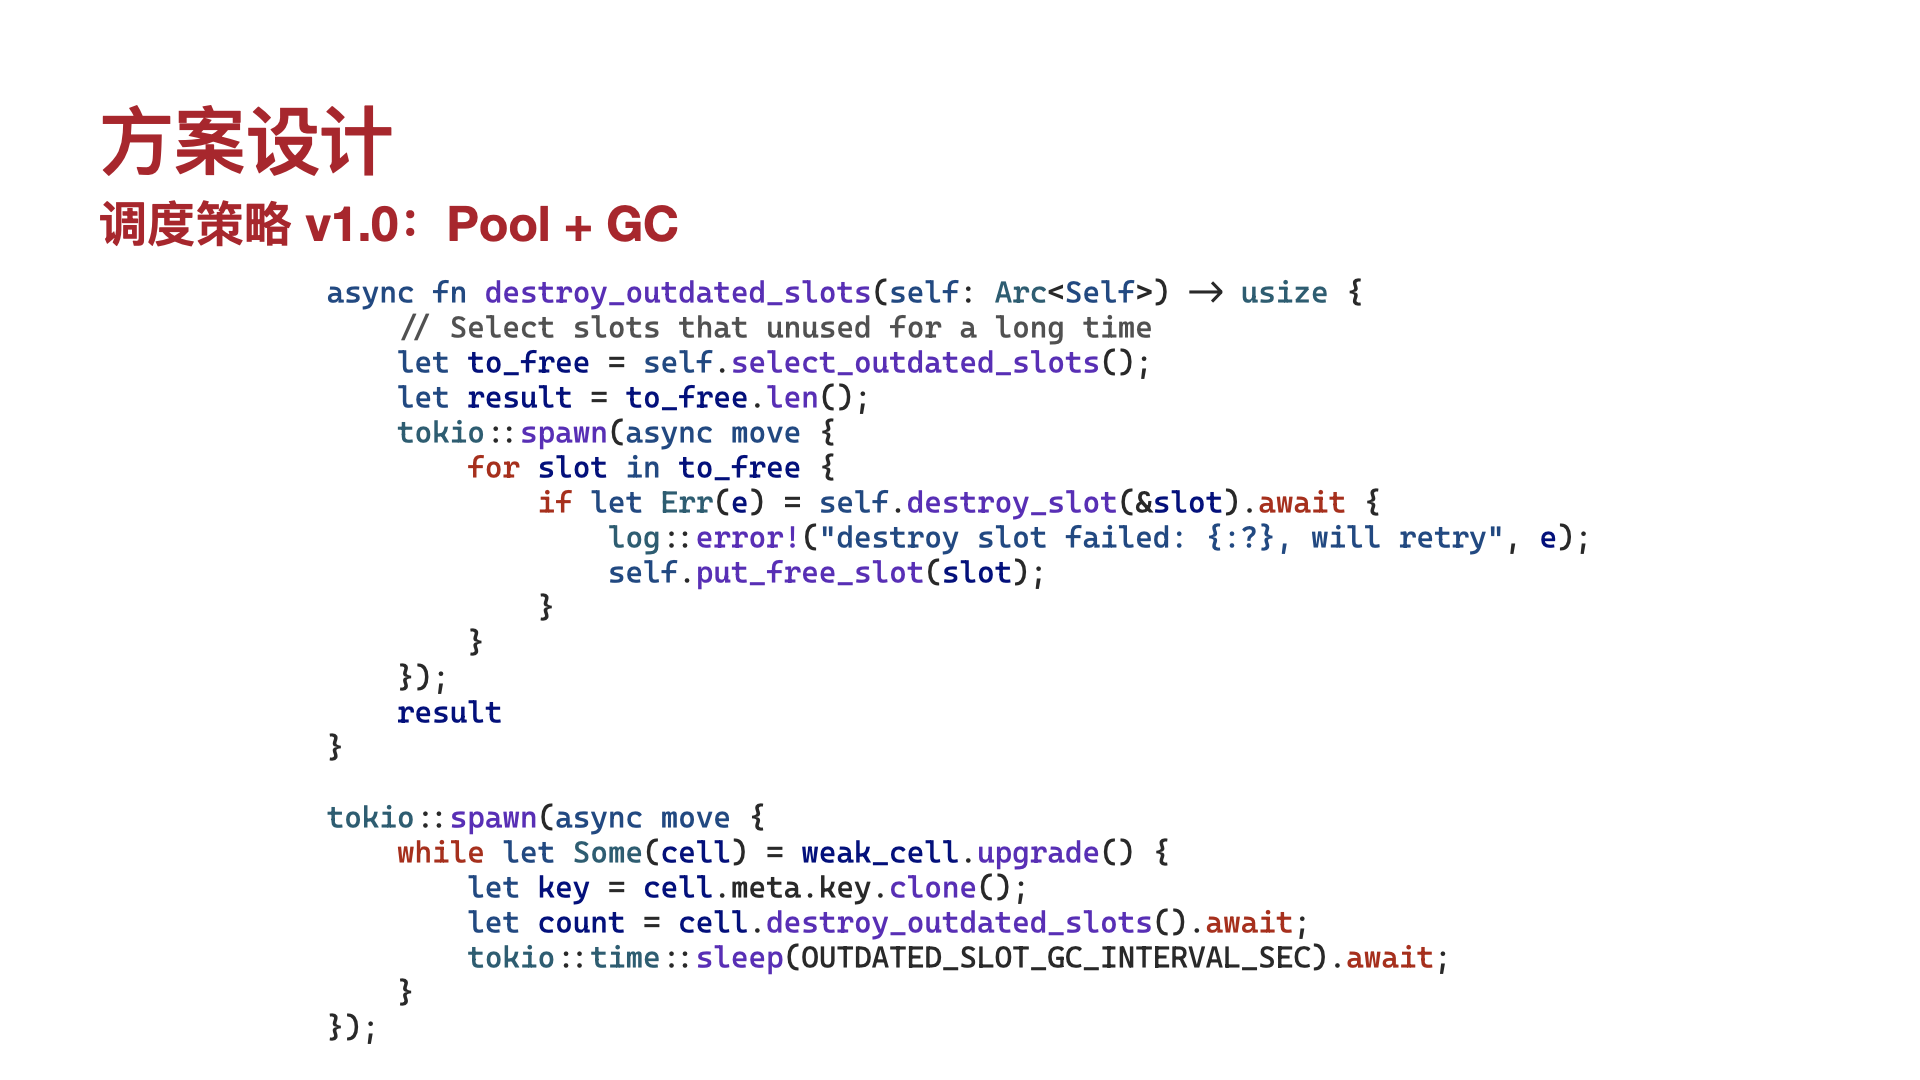 方案设计
调度策略 v1.0：Pool + GC
async fn destroy_outdated_slots(self: Arc<Self>) -> usize {
    // Select slots that unused for a long time
    let to_free = self.select_outdated_slots();
    let result = to_free.len();
    tokio::spawn(async move {
        for slot in to_free {
            if let Err(e) = self.destroy_slot(&slot).await {
                log::error!("destroy slot failed: {:?}, will retry", e);
                self.put_free_slot(slot);
            }
        }
    });
    result
}

tokio::spawn(async move {
    while let Some(cell) = weak_cell.upgrade() {
        let key = cell.meta.key.clone();
        let count = cell.destroy_outdated_slots().await;
        tokio::time::sleep(OUTDATED_SLOT_GC_INTERVAL_SEC).await;
    }
});